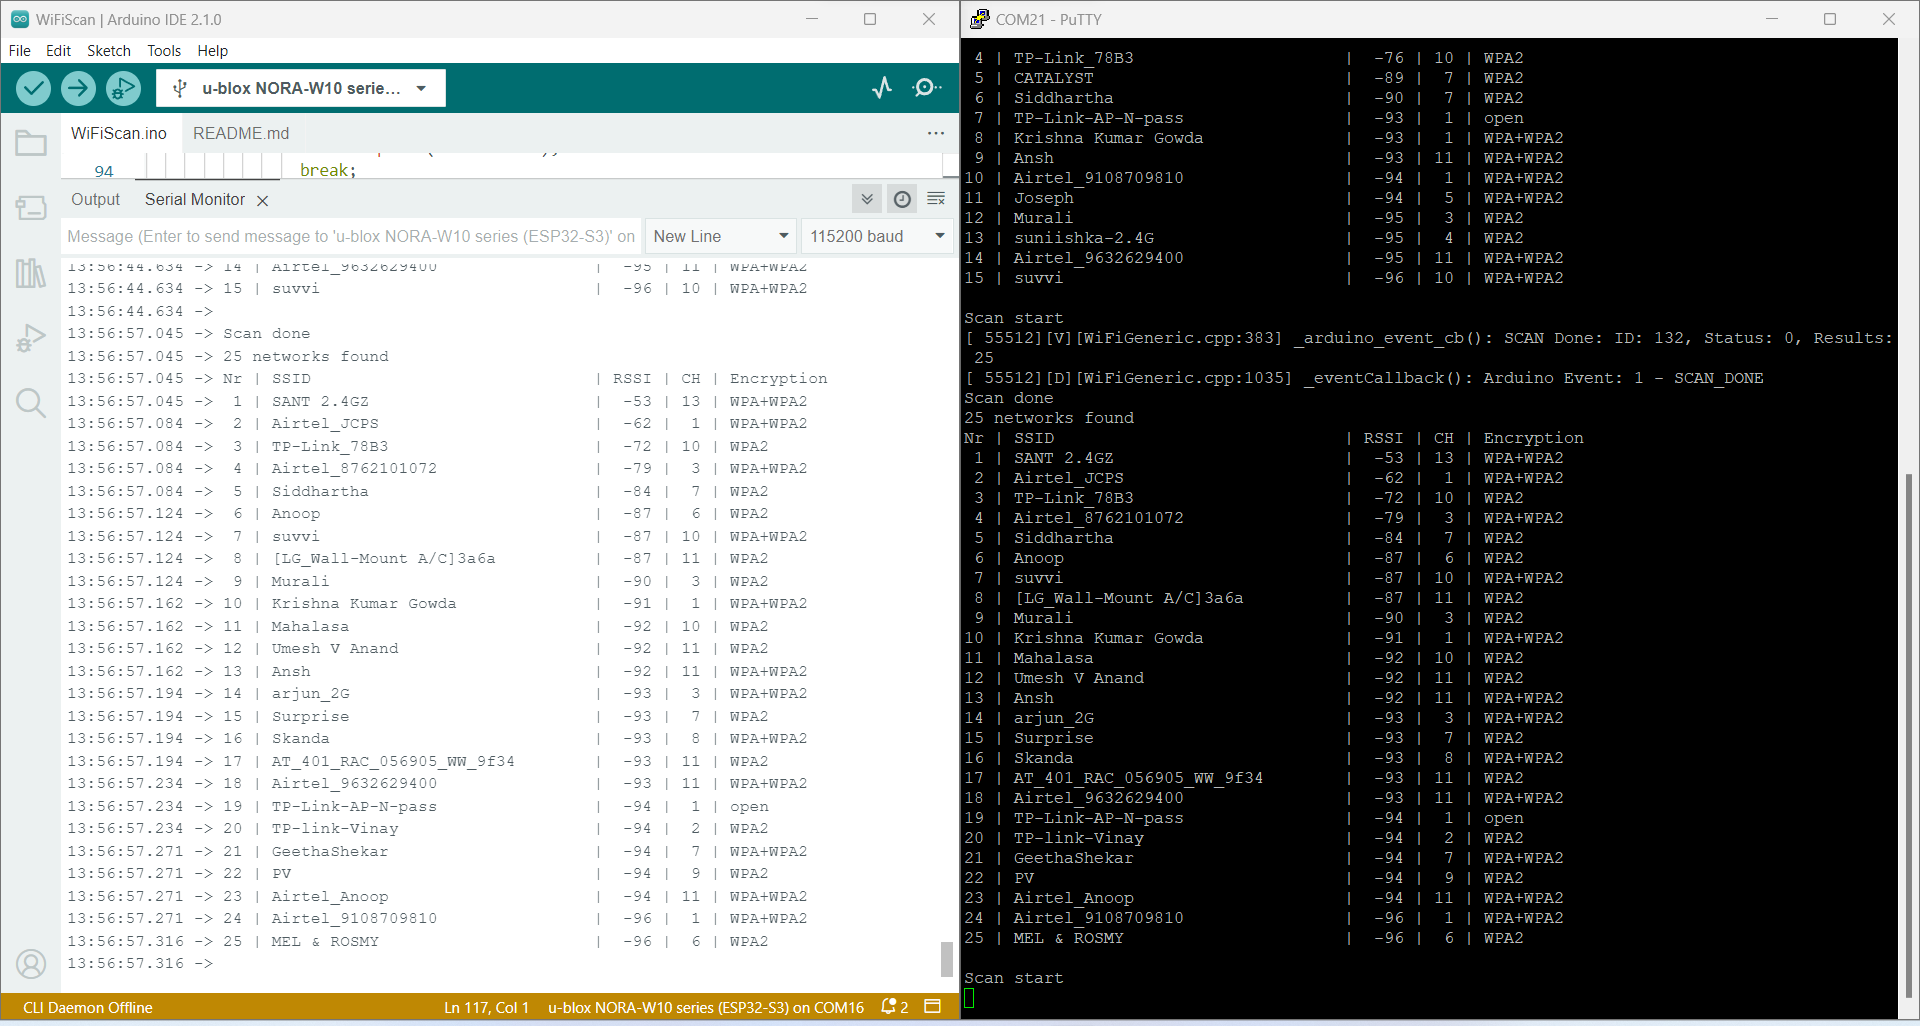 WiFiScan | Arduino IDE 2.1.0
File Edit Sketch Tools Help
u-blox NORA-W10 serie...
WiFiScan.ino README.md
94 break;
Output Serial Monitor
Message (Enter to send message to 'u-blox NORA-W10 series (ESP32-S3)' on New Line 115200 baud
13:56:44.634 -> 14 | Airtel_9632629400 | -95 | 11 | WPA+WPA2
13:56:44.634 -> 15 | suvvi | -96 | 10 | WPA+WPA2
13:56:44.634 ->
13:56:57.045 -> Scan done
13:56:57.045 -> 25 networks found
13:56:57.045 -> Nr | SSID | RSSI | CH | Encryption
13:56:57.045 -> 1 | SANT 2.4GZ | -53 | 13 | WPA+WPA2
13:56:57.084 -> 2 | Airtel_JCPS | -62 | 1 | WPA+WPA2
13:56:57.084 -> 3 | TP-Link_78B3 | -72 | 10 | WPA2
13:56:57.084 -> 4 | Airtel_8762101072 | -79 | 3 | WPA+WPA2
13:56:57.084 -> 5 | Siddhartha | -84 | 7 | WPA2
13:56:57.124 -> 6 | Anoop | -87 | 6 | WPA2
13:56:57.124 -> 7 | suvvi | -87 | 10 | WPA+WPA2
13:56:57.124 -> 8 | [LG_Wall-Mount A/C]3a6a | -87 | 11 | WPA2
13:56:57.124 -> 9 | Murali | -90 | 3 | WPA2
13:56:57.162 -> 10 | Krishna Kumar Gowda | -91 | 1 | WPA+WPA2
13:56:57.162 -> 11 | Mahalasa | -92 | 10 | WPA2
13:56:57.162 -> 12 | Umesh V Anand | -92 | 11 | WPA2
13:56:57.162 -> 13 | Ansh | -92 | 11 | WPA+WPA2
13:56:57.194 -> 14 | arjun_2G | -93 | 3 | WPA+WPA2
13:56:57.194 -> 15 | Surprise | -93 | 7 | WPA2
13:56:57.194 -> 16 | Skanda | -93 | 8 | WPA+WPA2
13:56:57.194 -> 17 | AT_401_RAC_056905_WW_9f34 | -93 | 11 | WPA2
13:56:57.234 -> 18 | Airtel_9632629400 | -93 | 11 | WPA+WPA2
13:56:57.234 -> 19 | TP-Link-AP-N-pass | -94 | 1 | open
13:56:57.234 -> 20 | TP-link-Vinay | -94 | 2 | WPA2
13:56:57.271 -> 21 | GeethaShekar | -94 | 7 | WPA+WPA2
13:56:57.271 -> 22 | PV | -94 | 9 | WPA2
13:56:57.271 -> 23 | Airtel_Anoop | -94 | 11 | WPA+WPA2
13:56:57.271 -> 24 | Airtel_9108709810 | -96 | 1 | WPA+WPA2
13:56:57.316 -> 25 | MEL & ROSMY | -96 | 6 | WPA2
13:56:57.316 ->
CLI Daemon Offline Ln 117, Col 1 u-blox NORA-W10 series (ESP32-S3) on COM16 2
COM21 - PuTTY
4 | TP-Link_78B3 | -76 | 10 | WPA2
5 | CATALYST | -89 | 7 | WPA2
6 | Siddhartha | -90 | 7 | WPA2
7 | TP-Link-AP-N-pass | -93 | 1 | open
8 | Krishna Kumar Gowda | -93 | 1 | WPA+WPA2
9 | Ansh | -93 | 11 | WPA+WPA2
10 | Airtel_9108709810 | -94 | 1 | WPA+WPA2
11 | Joseph | -94 | 5 | WPA+WPA2
12 | Murali | -95 | 3 | WPA2
13 | suniishka-2.4G | -95 | 4 | WPA2
14 | Airtel_9632629400 | -95 | 11 | WPA+WPA2
15 | suvvi | -96 | 10 | WPA+WPA2
Scan start
[ 55512][V][WiFiGeneric.cpp:383] _arduino_event_cb(): SCAN Done: ID: 132, Status: 0, Results:
25
[ 55512][D][WiFiGeneric.cpp:1035] _eventCallback(): Arduino Event: 1 - SCAN_DONE
Scan done
25 networks found
Nr | SSID | RSSI | CH | Encryption
1 | SANT 2.4GZ | -53 | 13 | WPA+WPA2
2 | Airtel_JCPS | -62 | 1 | WPA+WPA2
3 | TP-Link_78B3 | -72 | 10 | WPA2
4 | Airtel_8762101072 | -79 | 3 | WPA+WPA2
5 | Siddhartha | -84 | 7 | WPA2
6 | Anoop | -87 | 6 | WPA2
7 | suvvi | -87 | 10 | WPA+WPA2
8 | [LG_Wall-Mount A/C]3a6a | -87 | 11 | WPA2
9 | Murali | -90 | 3 | WPA2
10 | Krishna Kumar Gowda | -91 | 1 | WPA+WPA2
11 | Mahalasa | -92 | 10 | WPA2
12 | Umesh V Anand | -92 | 11 | WPA2
13 | Ansh | -92 | 11 | WPA+WPA2
14 | arjun_2G | -93 | 3 | WPA+WPA2
15 | Surprise | -93 | 7 | WPA2
16 | Skanda | -93 | 8 | WPA+WPA2
17 | AT_401_RAC_056905_WW_9f34 | -93 | 11 | WPA2
18 | Airtel_9632629400 | -93 | 11 | WPA+WPA2
19 | TP-Link-AP-N-pass | -94 | 1 | open
20 | TP-link-Vinay | -94 | 2 | WPA2
21 | GeethaShekar | -94 | 7 | WPA+WPA2
22 | PV | -94 | 9 | WPA2
23 | Airtel_Anoop | -94 | 11 | WPA+WPA2
24 | Airtel_9108709810 | -96 | 1 | WPA+WPA2
25 | MEL & ROSMY | -96 | 6 | WPA2
Scan start